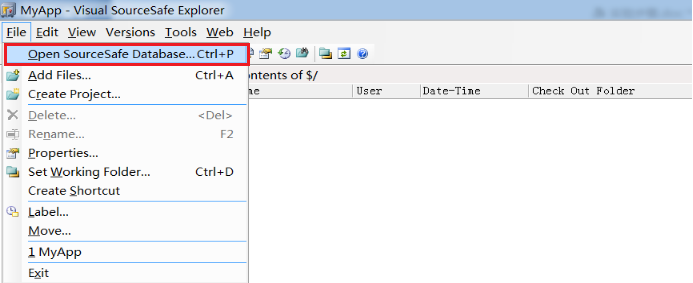 MyApp - Visual SourceSafe Explorer
File Edit View Versions Tools Web Help
Open SourceSafe Database... Ctrl+P
Add Files... Ctrl+A
ontents of $/
Create Project...
me User Date-Time Check Out Folder
Delete... <Del>
Rename... F2
Properties...
Set Working Folder... Ctrl+D
Create Shortcut
Label...
Move...
1 MyApp
Exit